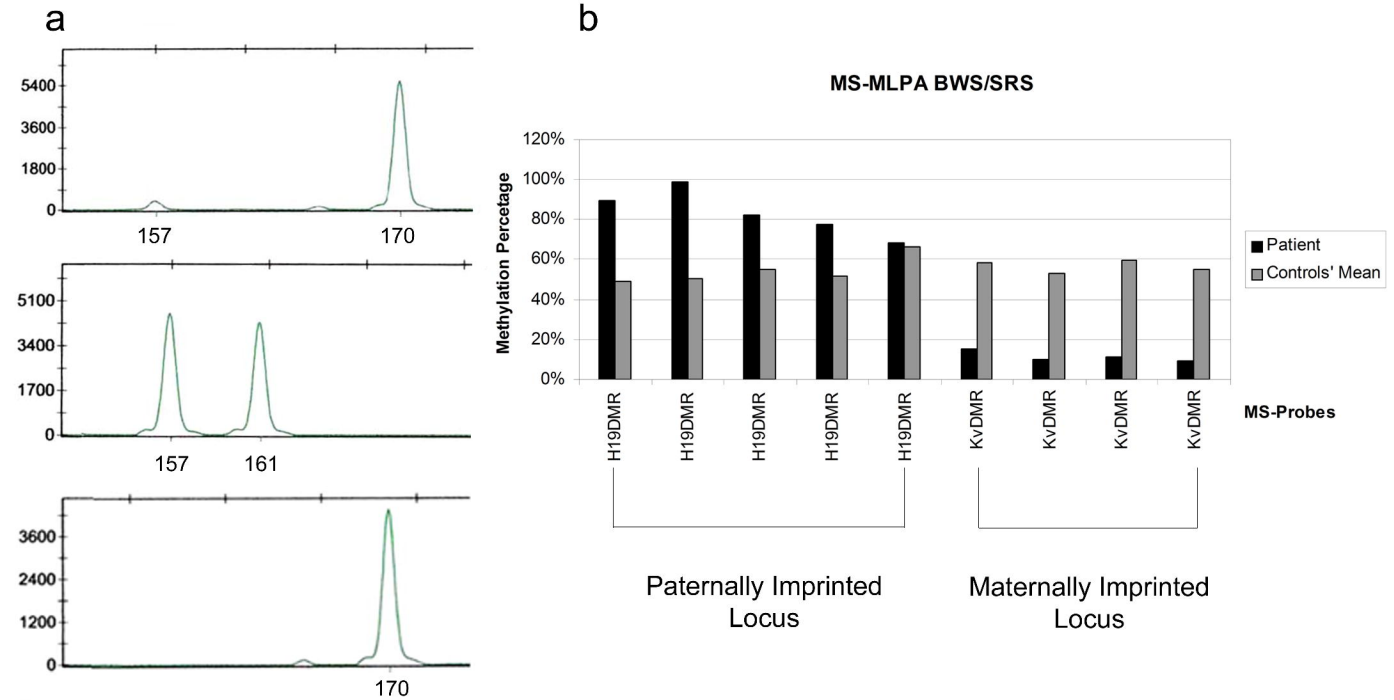 a
5400
3600
1800
0
157 170
5100
3400
1700
0
157 161
3600
2400
1200
0
170
b
MS-MLPA BWS/SRS
Methylation Percetage
120%
100%
80%
60%
40%
20%
0%
H19DMR H19DMR H19DMR H19DMR H19DMR KvDMR KvDMR KvDMR KvDMR
MS-Probes
Patient
Controls' Mean
Paternally Imprinted
Locus
Maternally Imprinted
Locus